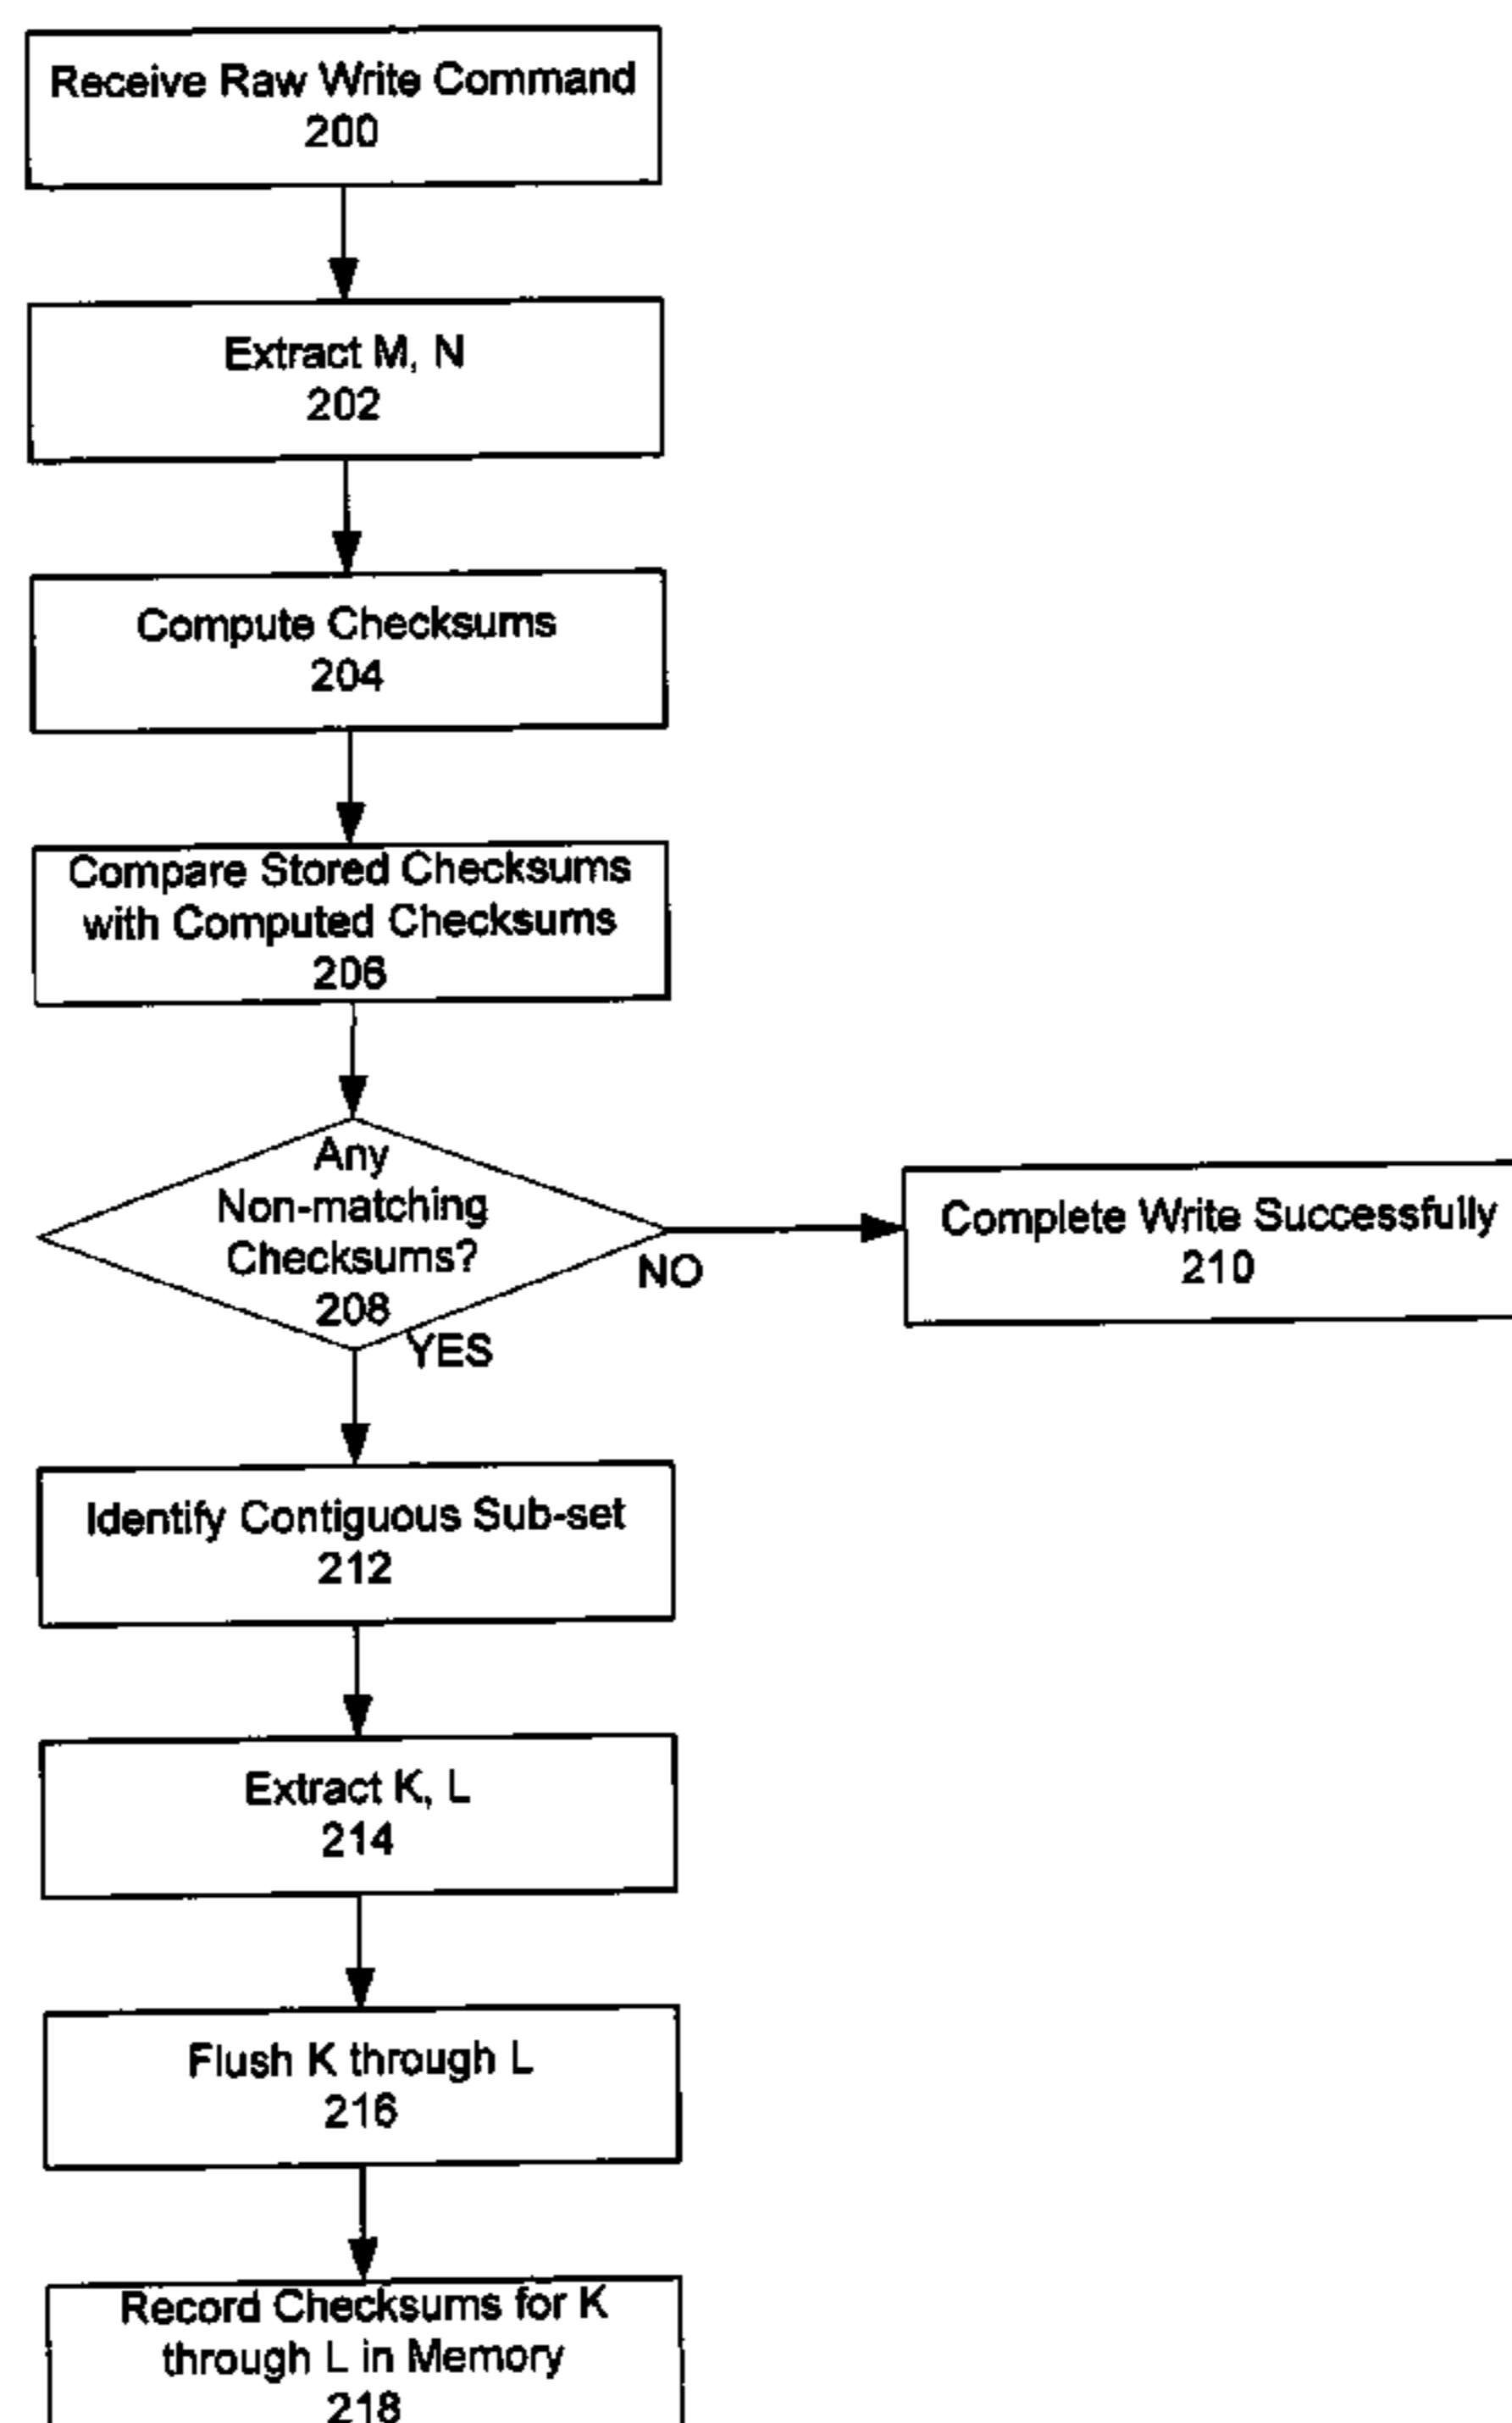 Receive Raw Write Command
200
Extract M, N
202
Compute Checksums
204
Compare Stored Checksums
with Computed Checksums
206
Any
Non-matching
Checksums?
208
NO
YES
Complete Write Successfully
210
Identify Contiguous Sub-set
212
Extract K, L
214
Flush K through L
216
Record Checksums for K
through L in Memory
218